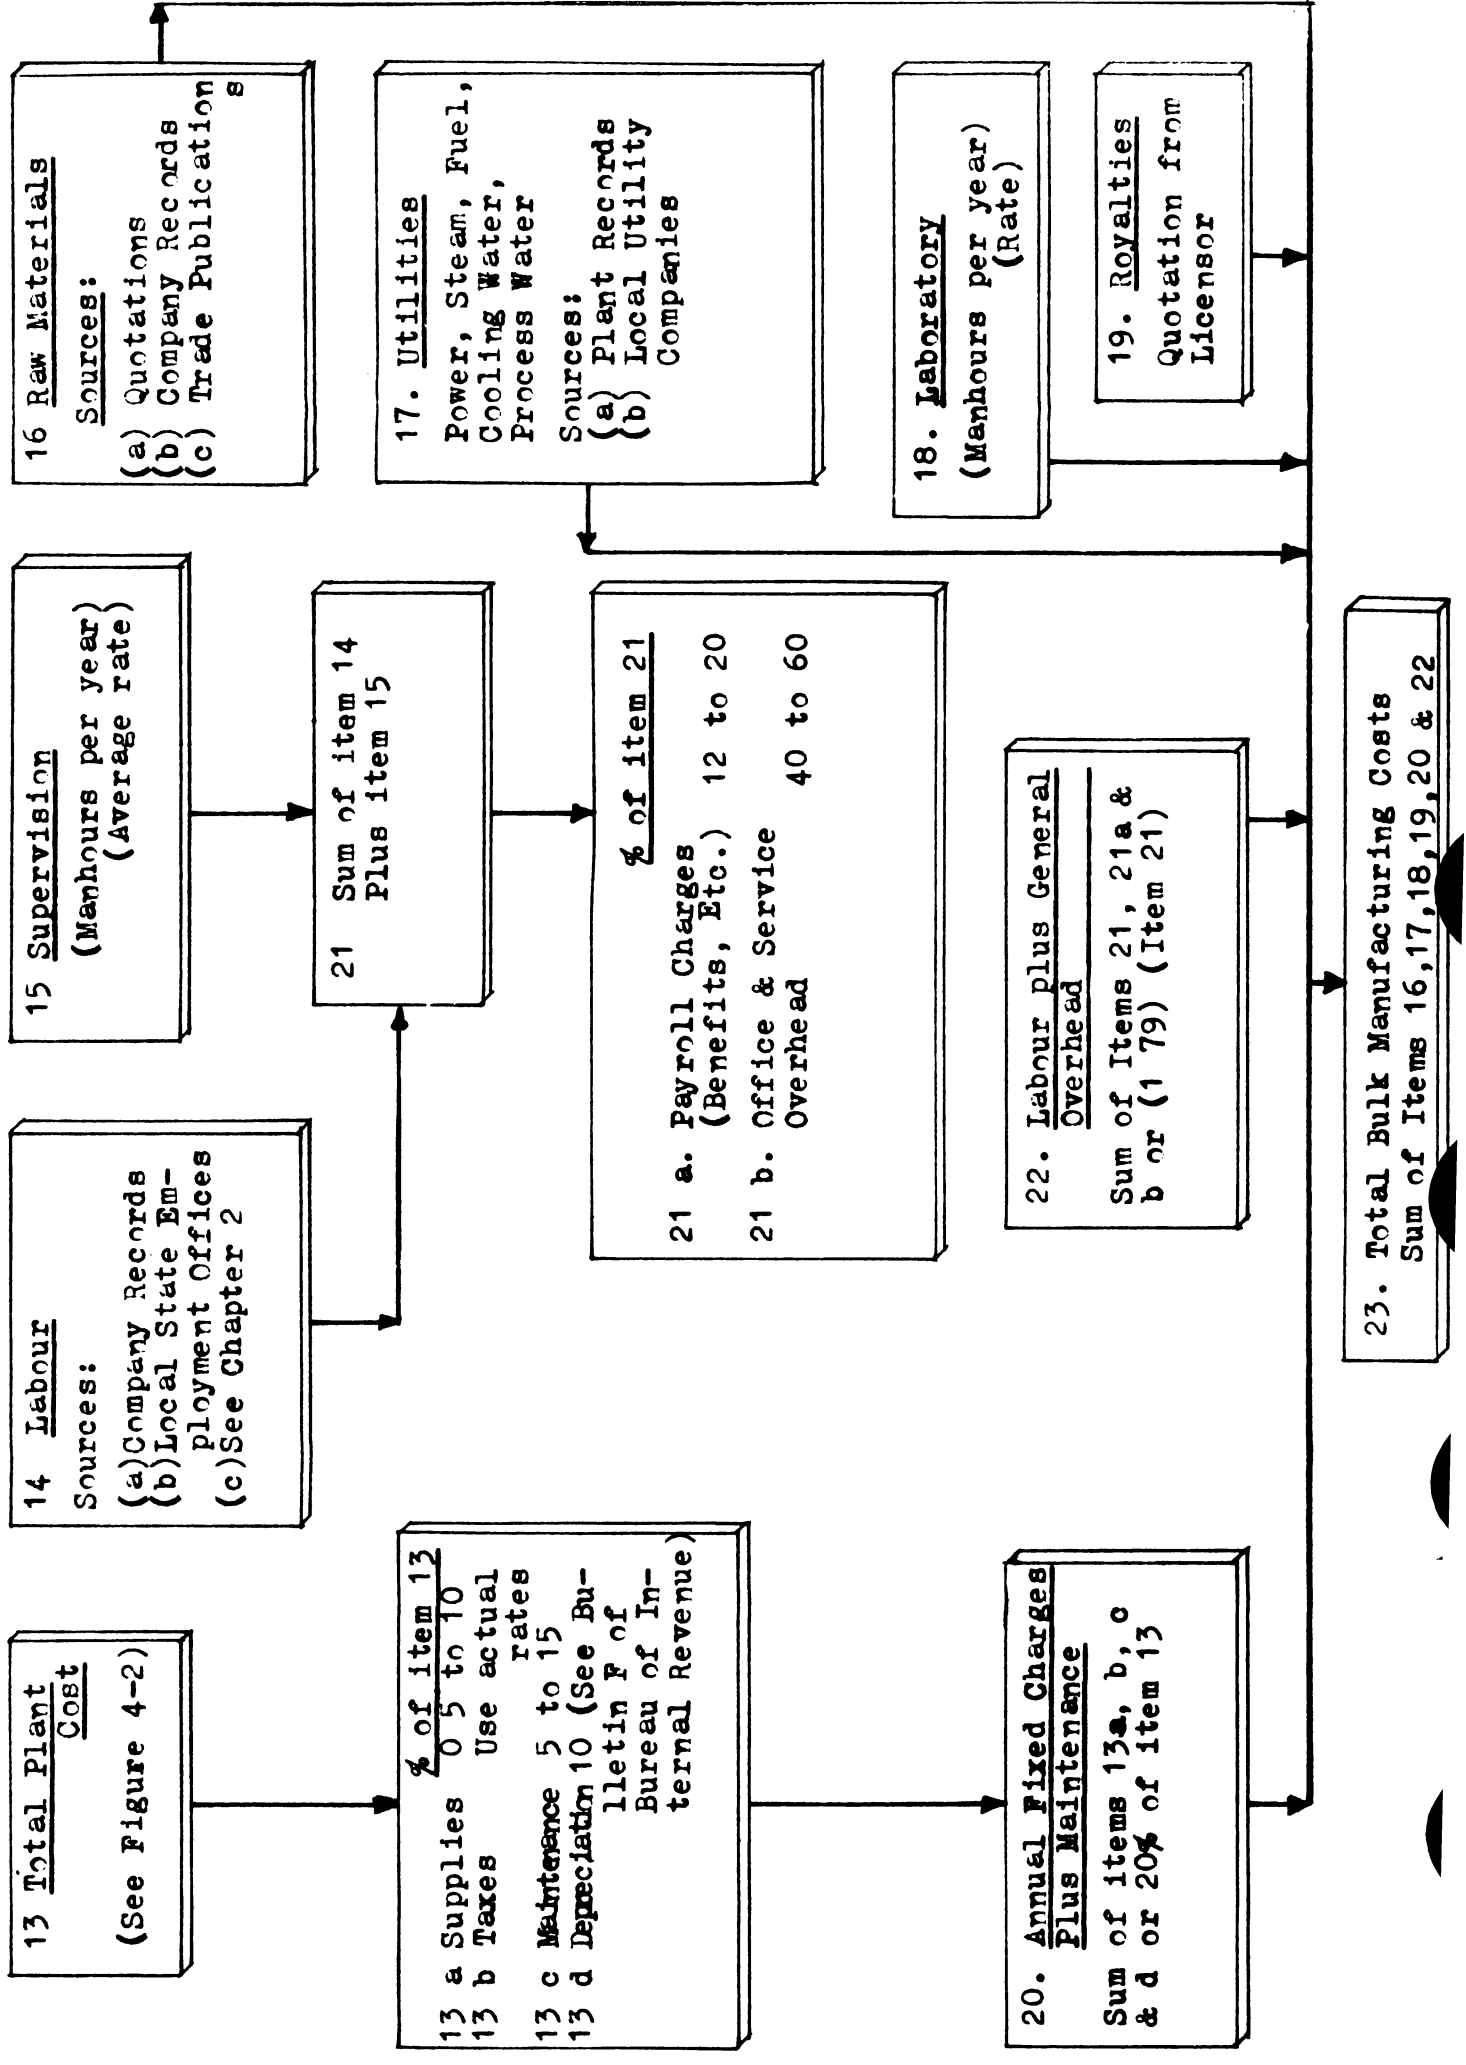 13 Total Plant
Cost
(See Figure 4-2)
14 Labour
Sources:
(a)Company Records
(b)Local State Em-
ployment Offices
(c)See Chapter 2
15 Supervision
(Manhours per year)
(Average rate)
16 Raw Materials
Sources:
(a) Quotations
(b) Company Records
(c) Trade Publication
s
% of item 13
13 a Supplies 0 5 to 10
13 b Taxes Use actual
rates
13 c Maintenance 5 to 15
13 d Depreciation 10 (See Bu-
lletin F of
Bureau of In-
ternal Revenue)
21 Sum of item 14
Plus item 15
17. Utilities
Power, Steam, Fuel,
Cooling Water,
Process Water
Sources:
(a) Plant Records
(b) Local Utility
Companies
% of item 21
21 a. Payroll Charges
(Benefits, Etc.) 12 to 20
21 b. Office & Service
Overhead 40 to 60
18. Laboratory
(Manhours per year)
(Rate)
20. Annual Fixed Charges
Plus Maintenance
Sum of items 13a, b, c
& d or 20% of item 13
22. Labour plus General
Overhead
Sum of Items 21, 21a &
b or (1 79) (Item 21)
19. Royalties
Quotation from
Licensor
23. Total Bulk Manufacturing Costs
Sum of Items 16,17,18,19,20 & 22